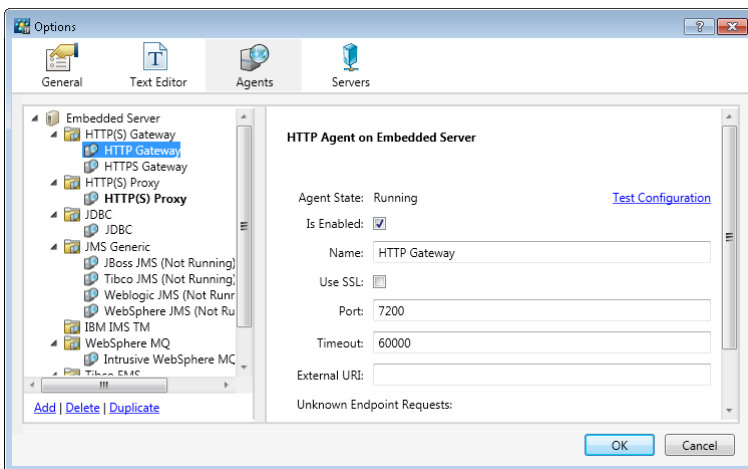 Options
General Text Editor Agents Servers
Embedded Server
HTTP(S) Gateway
HTTP Gateway
HTTPS Gateway
HTTP(S) Proxy
HTTP(S) Proxy
JDBC
JDBC
JMS Generic
JBoss JMS (Not Running)
Tibco JMS (Not Running)
Weblogic JMS (Not Runr
WebSphere JMS (Not Ru
IBM IMS TM
WebSphere MQ
Intrusive WebSphere MQ
Tibco EMS
Add | Delete | Duplicate
HTTP Agent on Embedded Server
Agent State: Running Test Configuration
Is Enabled:
Name: HTTP Gateway
Use SSL:
Port: 7200
Timeout: 60000
External URI:
Unknown Endpoint Requests:
OK Cancel